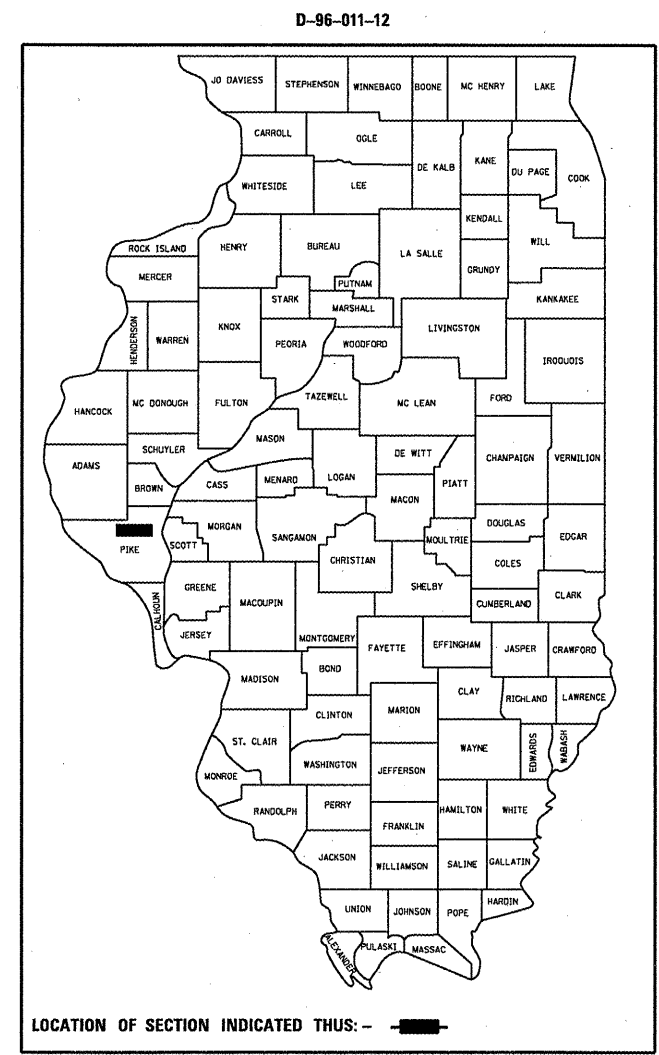 D-96-011-12
JO DAVIESS
STEPHENSON
WINNEBAGO
BOONE
MC HENRY
LAKE
CARROLL
OGLE
DE KALB
KANE
DU PAGE
COOK
WHITESIDE
LEE
KENDALL
WILL
ROCK ISLAND
HENRY
BUREAU
LA SALLE
GRUNDY
MERCER
PUTNAM
STARK
MARSHALL
KANKAKEE
HENDERSON
WARREN
KNOX
PEORIA
WOODFORD
LIVINGSTON
IROQUOIS
HANCOCK
MC DONOUGH
FULTON
TAZEWELL
MC LEAN
FORD
MASON
SCHUYLER
ADAMS
BROWN
CASS
MENARD
LOGAN
DE WITT
PIATT
CHAMPAIGN
VERMILION
MACON
PIKE
SCOTT
MORGAN
SANGAMON
CHRISTIAN
MOULTRIE
DOUGLAS
COLES
EDGAR
CALHOUN
GREENE
MACOUPIN
SHELBY
CUMBERLAND
CLARK
JERSEY
MONTGOMERY
FAYETTE
EFFINGHAM
JASPER
CRAWFORD
MADISON
BOND
CLAY
RICHLAND
LAWRENCE
MARION
CLINTON
ST. CLAIR
WASHINGTON
JEFFERSON
WAYNE
EDWARDS
WABASH
MONROE
RANDOLPH
PERRY
FRANKLIN
HAMILTON
WHITE
JACKSON
WILLIAMSON
SALINE
GALLATIN
UNION
JOHNSON
POPE
HARDIN
ALEXANDER
PULASKI
MASSAC
LOCATION OF SECTION INDICATED THUS: -